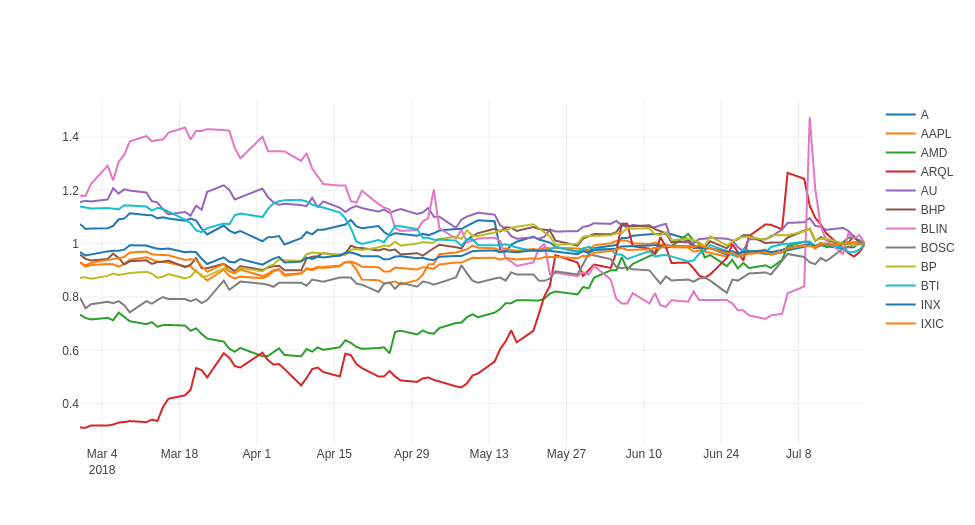 1.4
1.2
1
0.8
0.6
0.4
Mar 4 Mar 18 Apr 1 Apr 15 Apr 29 May 13 May 27 Jun 10 Jun 24 Jul 8
2018
A
AAPL
AMD
ARQL
AU
BHP
BLIN
BOSC
BP
BTI
INX
IXIC